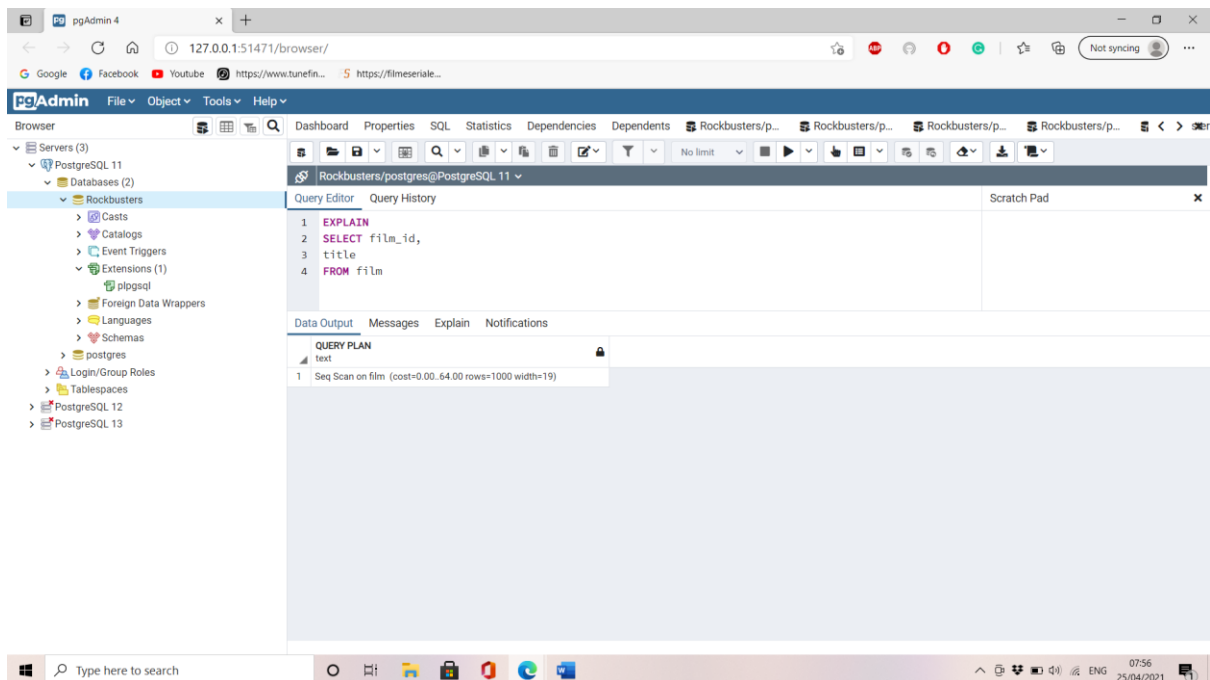 pgAdmin 4
127.0.0.1:51471/browser/
Not syncing
Google Facebook Youtube https://www.tunefin... https://filmeseriale...
pgAdmin File Object Tools Help
Browser
Dashboard Properties SQL Statistics Dependencies Dependents Rockbusters/p... Rockbusters/p... Rockbusters/p... Rockbusters/p...
No limit
Rockbusters/postgres@PostgreSQL 11
Servers (3)
PostgreSQL 11
Databases (2)
Rockbusters
Casts
Catalogs
Event Triggers
Extensions (1)
plpgsql
Foreign Data Wrappers
Languages
Schemas
postgres
Login/Group Roles
Tablespaces
PostgreSQL 12
PostgreSQL 13
Query Editor Query History
Scratch Pad
1 EXPLAIN
2 SELECT film_id,
3 title
4 FROM film
Data Output Messages Explain Notifications
QUERY PLAN
text
1 Seq Scan on film (cost=0.00..64.00 rows=1000 width=19)
Type here to search
ENG
07:56
25/04/2021